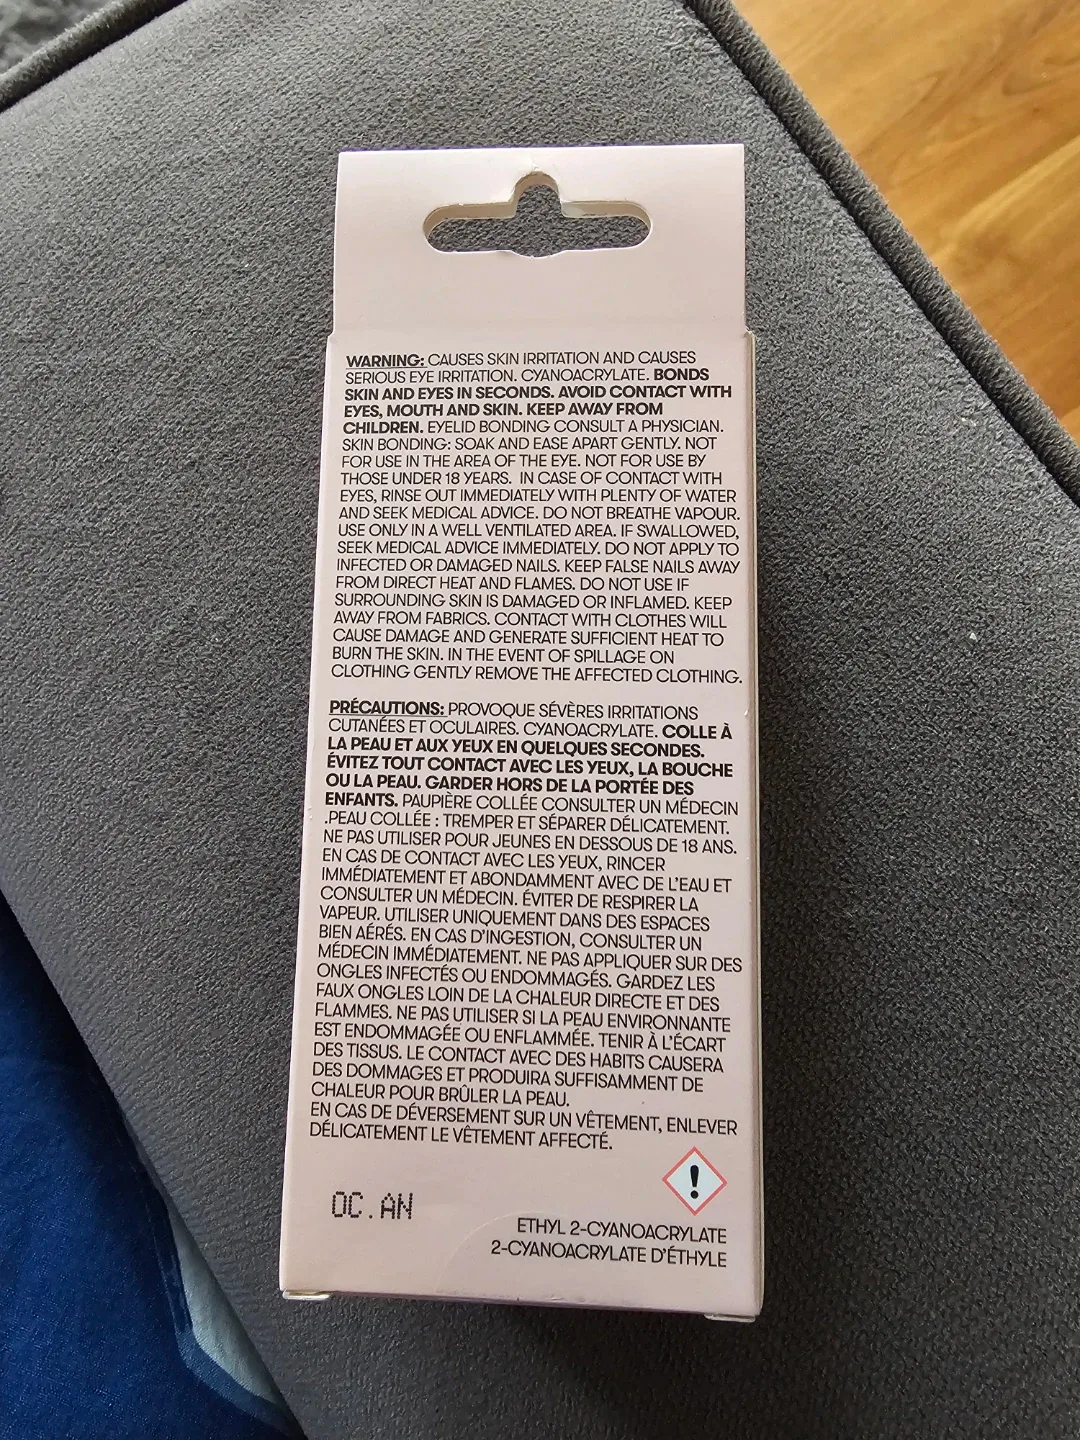 WARNING: CAUSES SKIN IRRITATION AND CAUSES
SERIOUS EYE IRRITATION. CYANOACRYLATE. BONDS
SKIN AND EYES IN SECONDS. AVOID CONTACT WITH
EYES, MOUTH AND SKIN. KEEP AWAY FROM
CHILDREN. EYELID BONDING CONSULT A PHYSICIAN.
SKIN BONDING: SOAK AND EASE APART GENTLY. NOT
FOR USE IN THE AREA OF THE EYE. NOT FOR USE BY
THOSE UNDER 18 YEARS. IN CASE OF CONTACT WITH
EYES, RINSE OUT IMMEDIATELY WITH PLENTY OF WATER
AND SEEK MEDICAL ADVICE. DO NOT BREATHE VAPOUR.
USE ONLY IN A WELL VENTILATED AREA. IF SWALLOWED,
SEEK MEDICAL ADVICE IMMEDIATELY. DO NOT APPLY TO
INFECTED OR DAMAGED NAILS. KEEP FALSE NAILS AWAY
FROM DIRECT HEAT AND FLAMES. DO NOT USE IF
SURROUNDING SKIN IS DAMAGED OR INFLAMED. KEEP
AWAY FROM FABRICS. CONTACT WITH CLOTHES WILL
CAUSE DAMAGE AND GENERATE SUFFICIENT HEAT TO
BURN THE SKIN. IN THE EVENT OF SPILLAGE ON
CLOTHING GENTLY REMOVE THE AFFECTED CLOTHING.
PRÉCAUTIONS: PROVOQUE SÉVÈRES IRRITATIONS
CUTANÉES ET OCULAIRES. CYANOACRYLATE. COLLE À
LA PEAU ET AUX YEUX EN QUELQUES SECONDES.
ÉVITEZ TOUT CONTACT AVEC LES YEUX, LA BOUCHE
OU LA PEAU. GARDER HORS DE LA PORTÉE DES
ENFANTS. PAUPIÈRE COLLÉE CONSULTER UN MÉDECIN
.PEAU COLLÉE : TREMPER ET SÉPARER DÉLICATEMENT.
NE PAS UTILISER POUR JEUNES EN DESSOUS DE 18 ANS.
EN CAS DE CONTACT AVEC LES YEUX, RINCER
IMMÉDIATEMENT ET ABONDAMMENT AVEC DE L'EAU ET
CONSULTER UN MÉDECIN. ÉVITER DE RESPIRER LA
VAPEUR. UTILISER UNIQUEMENT DANS DES ESPACES
BIEN AÉRÉS. EN CAS D'INGESTION, CONSULTER UN
MÉDECIN IMMÉDIATEMENT. NE PAS APPLIQUER SUR DES
ONGLES INFECTÉS OU ENDOMMAGÉS. GARDEZ LES
FAUX ONGLES LOIN DE LA CHALEUR DIRECTE ET DES
FLAMMES. NE PAS UTILISER SI LA PEAU ENVIRONNANTE
EST ENDOMMAGÉE OU ENFLAMMÉE. TENIR À L'ÉCART
DES TISSUS. LE CONTACT AVEC DES HABITS CAUSERA
DES DOMMAGES ET PRODUIRA SUFFISAMMENT DE
CHALEUR POUR BRÛLER LA PEAU.
EN CAS DE DÉVERSEMENT SUR UN VÊTEMENT, ENLEVER
DÉLICATEMENT LE VÊTEMENT AFFECTÉ.
OC.AN
ETHYL 2-CYANOACRYLATE
2-CYANOACRYLATE D'ÉTHYLE